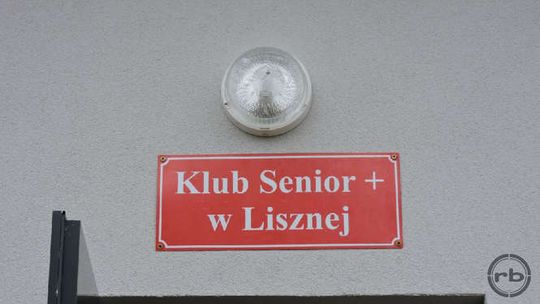 Klub Senior +
w Lisznej
rb